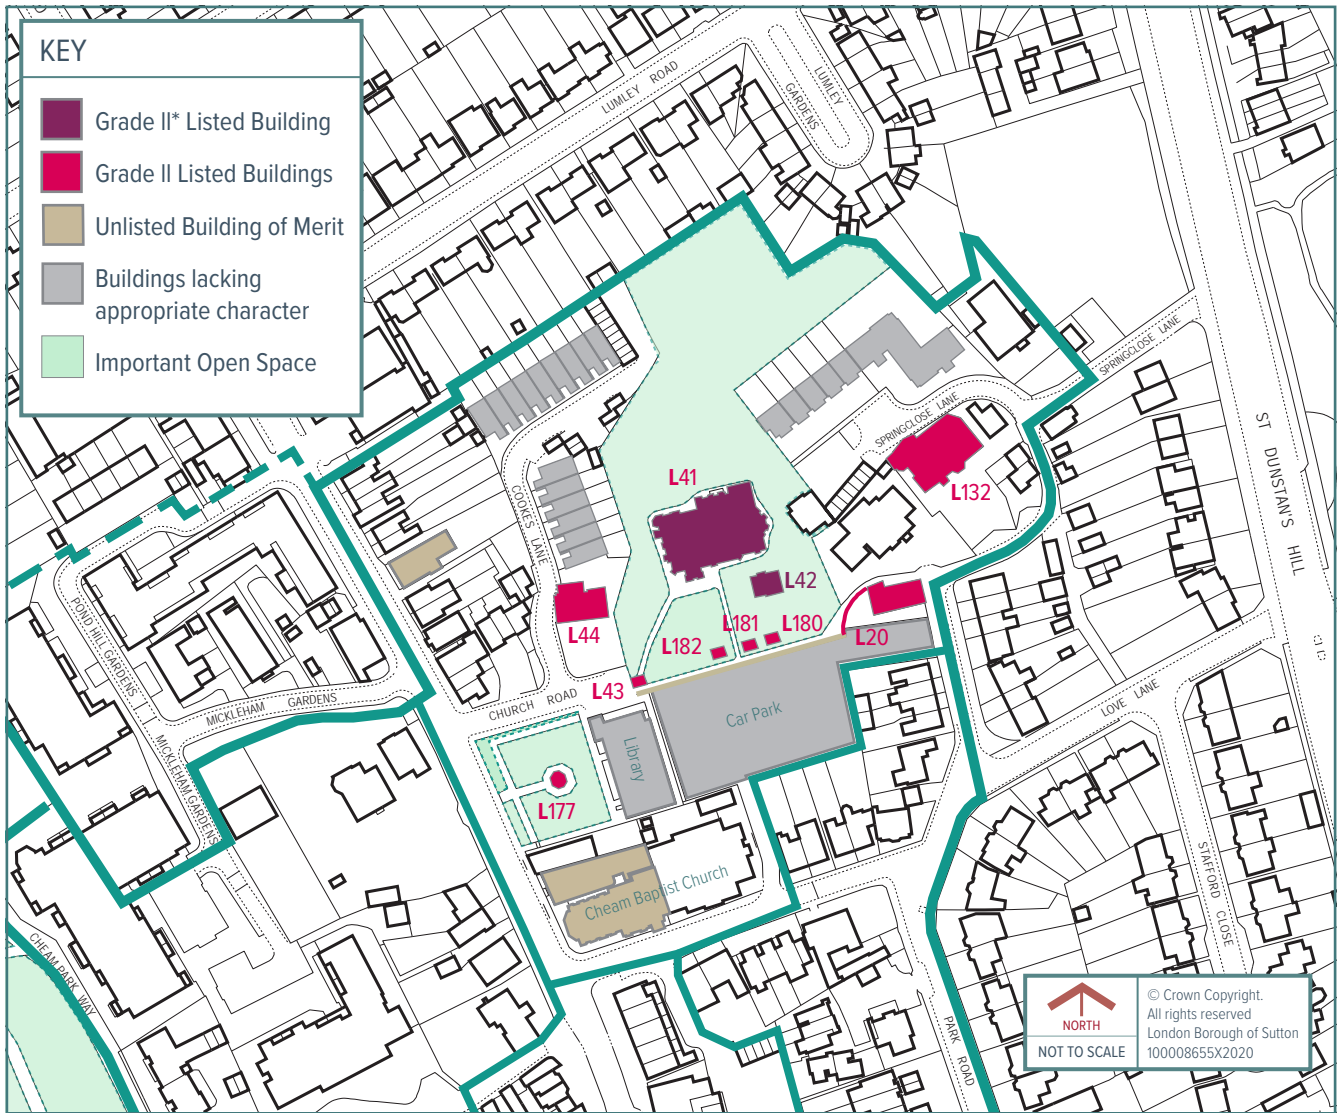 KEY
Grade II* Listed Building
Grade II Listed Buildings
Unlisted Building of Merit
Buildings lacking
appropriate character
Important Open Space
LUMLEY ROAD
LUMLEY
GARDENS
SPRINGCLOSE LANE
SPRINGCLOSE LANE
ST DUNSTAN'S HILL
L41
L132
COOKES LANE
L42
L44
L181
L180
L182
L20
L43
POND HILL GARDENS
MICKLEHAM GARDENS
CHURCH ROAD
Car Park
LOVE LANE
MICKLEHAM GARDENS
Library
L177
Cheam Baptist Church
STAFFORD CLOSE
CHEAM PARK WAY
PARK ROAD
NORTH
NOT TO SCALE
© Crown Copyright.
All rights reserved
London Borough of Sutton
100008655X2020